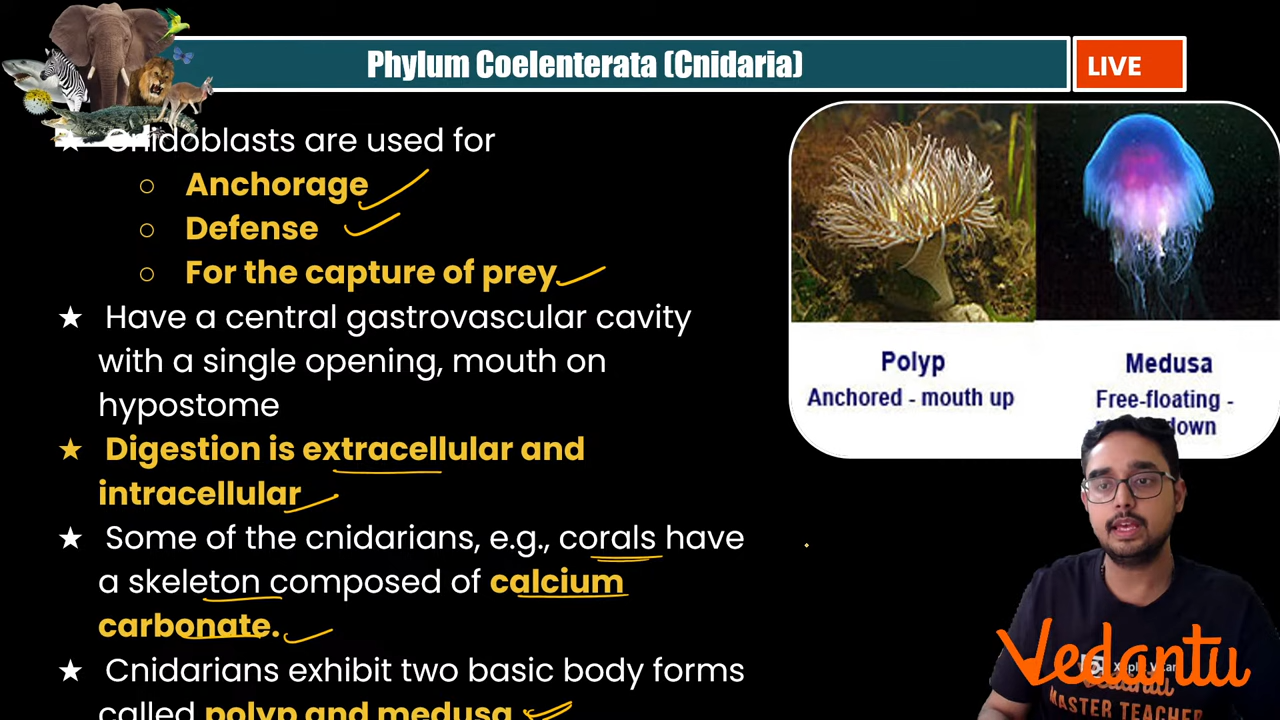 Phylum Coelenterata (Cnidaria)
LIVE
★ Cnidoblasts are used for
○ Anchorage
○ Defense
○ For the capture of prey
★ Have a central gastrovascular cavity
with a single opening, mouth on
hypostome
★ Digestion is extracellular and
intracellular
★ Some of the cnidarians, e.g., corals have
a skeleton composed of calcium
carbonate.
★ Cnidarians exhibit two basic body forms
called polyp and medusa
Polyp
Anchored - mouth up
Medusa
Free-floating -
down
Vedantu
MASTER TEACHER